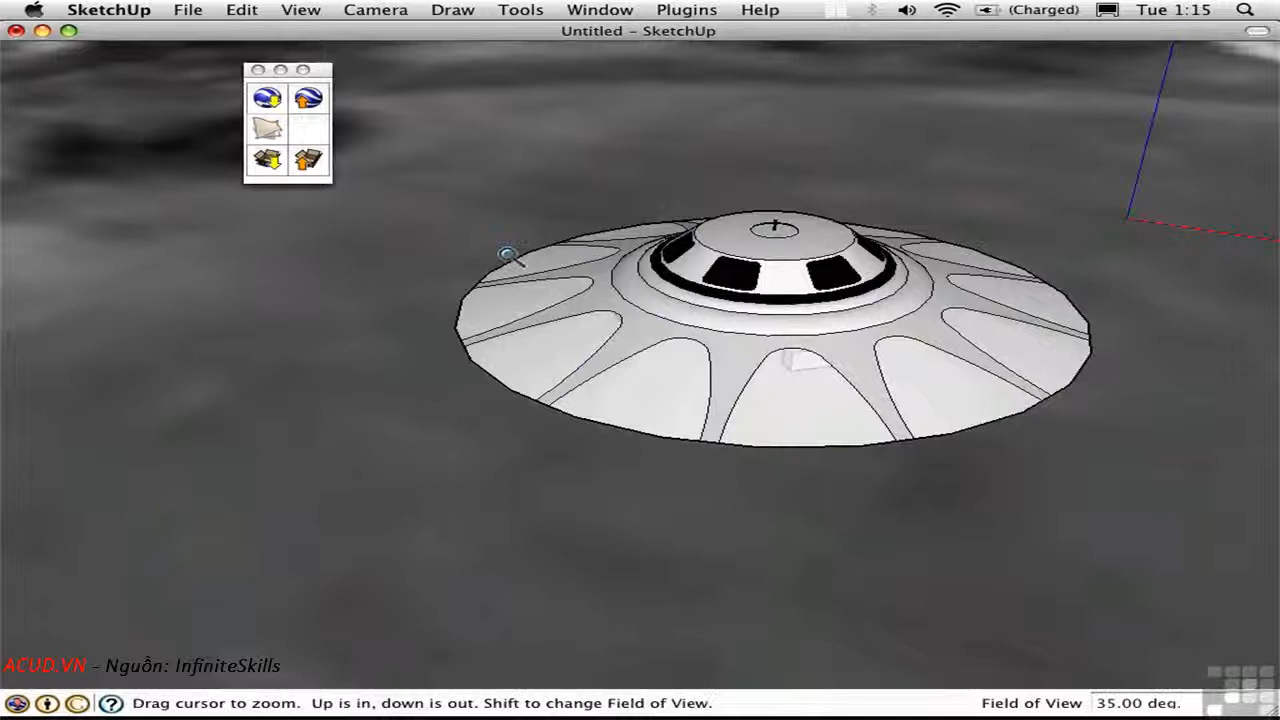 SketchUp File Edit View Camera Draw Tools Window Plugins Help (Charged) Tue 1:15
Untitled – SketchUp
ACUD.VN - Nguồn: InfiniteSkills
Drag cursor to zoom. Up is in, down is out. Shift to change Field of View. Field of View 35.00 deg.